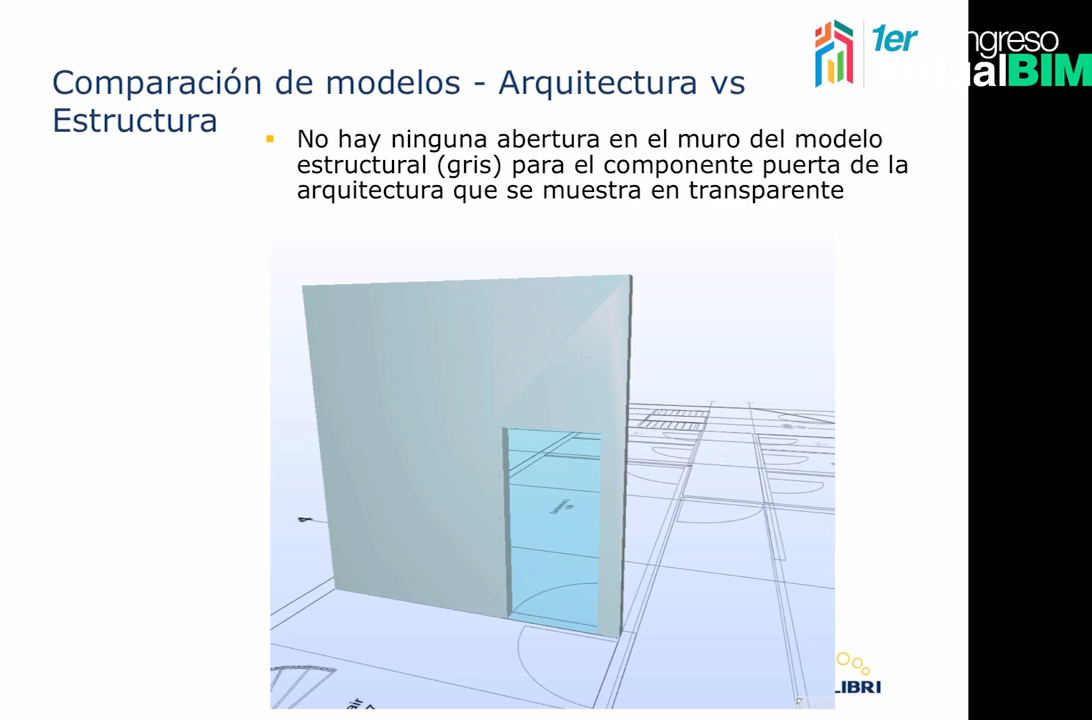 1er
ngreso
ualBIM
Comparación de modelos - Arquitectura vs
Estructura
No hay ninguna abertura en el muro del modelo
estructural (gris) para el componente puerta de la
arquitectura que se muestra en transparente
LIBRI